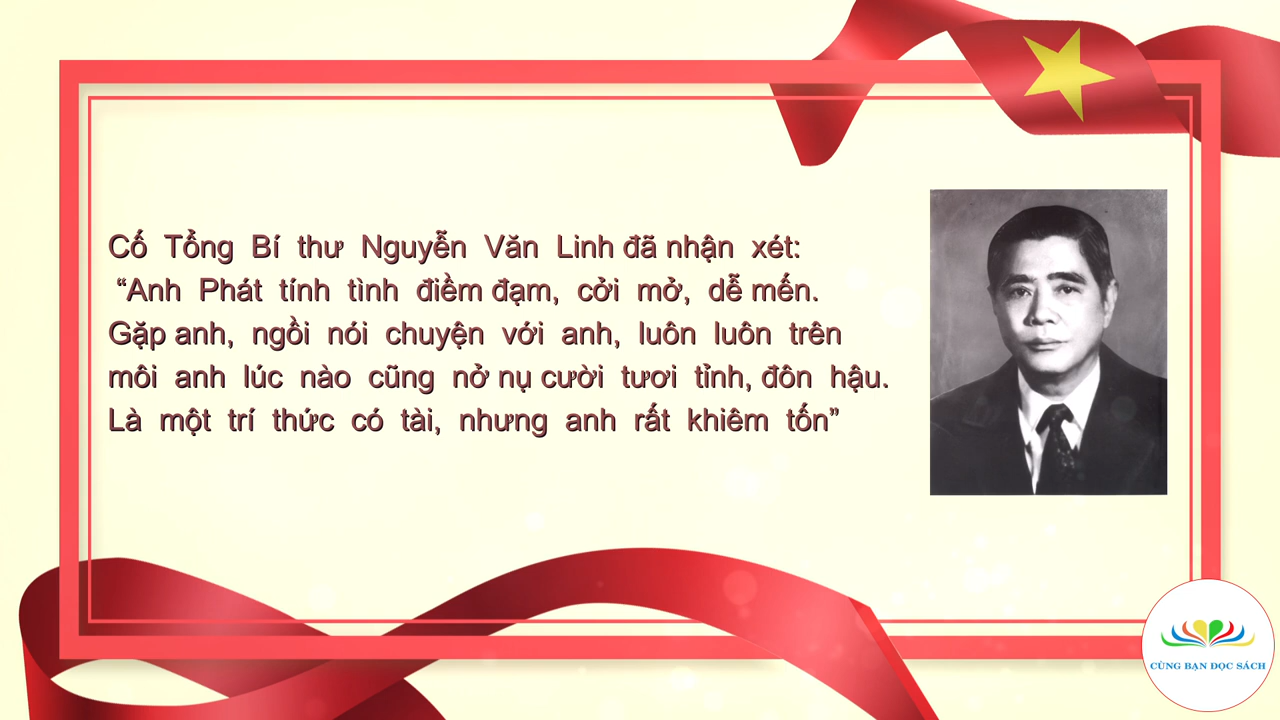 Cố Tổng Bí thư Nguyễn Văn Linh đã nhận xét:
“Anh Phát tính tình điềm đạm, cởi mở, dễ mến.
Gặp anh, ngồi nói chuyện với anh, luôn luôn trên
môi anh lúc nào cũng nở nụ cười tươi tỉnh, đôn hậu.
Là một trí thức có tài, nhưng anh rất khiêm tốn”
CÙNG BẠN ĐỌC SÁCH